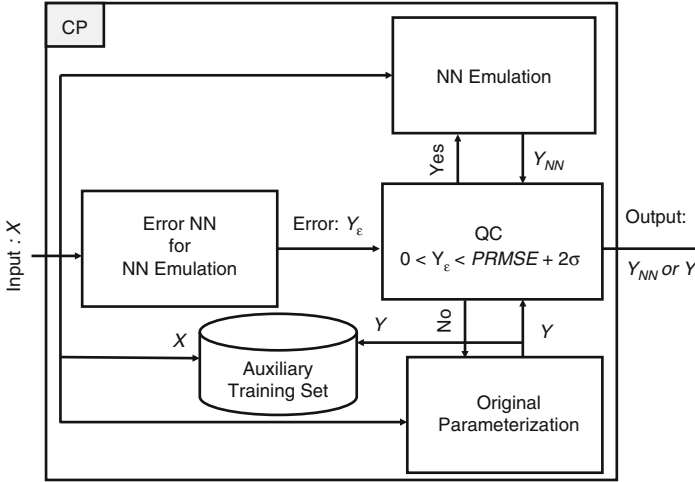 CP
NN Emulation
Yes
Y_NN
Input : X
Error NN
for
NN Emulation
Error: Y_ε
QC
0 < Y_ε < PRMSE + 2σ
Output:
Y_NN or Y
No
X
Y
Y
Auxiliary
Training Set
Original
Parameterization